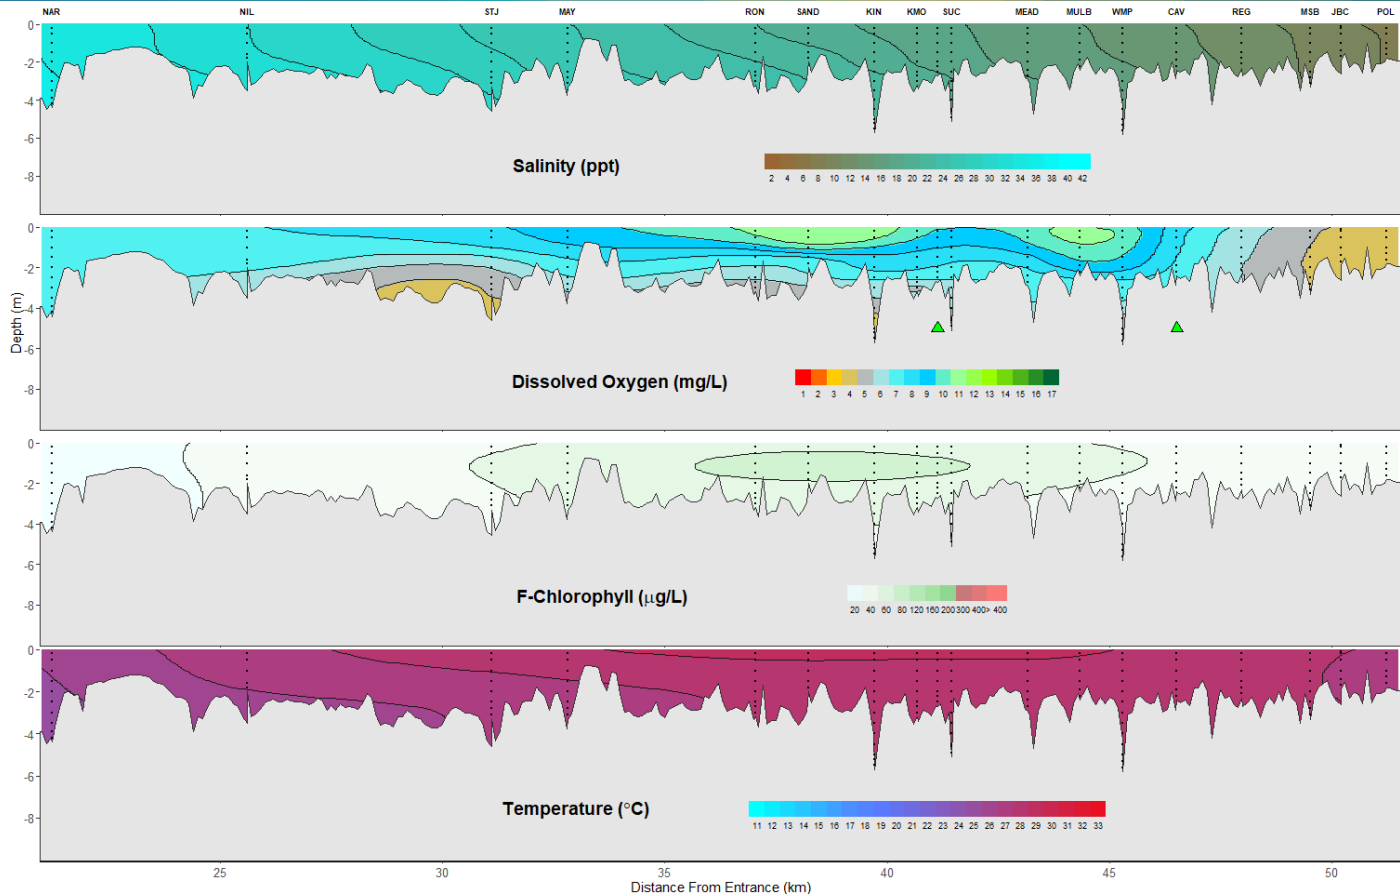 NAR NIL STJ MAY RON SAND KIN KMO SUC MEAD MULB WMP CAV REG MSB JBC POL
0
-2
-4
-6
-8
Salinity (ppt)
2 4 6 8 10 12 14 16 18 20 22 24 26 28 30 32 34 36 38 40 42
0
-2
-4
-6
-8
Depth (m)
Dissolved Oxygen (mg/L)
1 2 3 4 5 6 7 8 9 10 11 12 13 14 15 16 17
0
-2
-4
-6
-8
F-Chlorophyll (µg/L)
20 40 60 80 120 160 200 300 400 > 400
0
-2
-4
-6
-8
Temperature (°C)
11 12 13 14 15 16 17 18 19 20 21 22 23 24 25 26 27 28 29 30 31 32 33
25 30 35 40 45 50
Distance From Entrance (km)